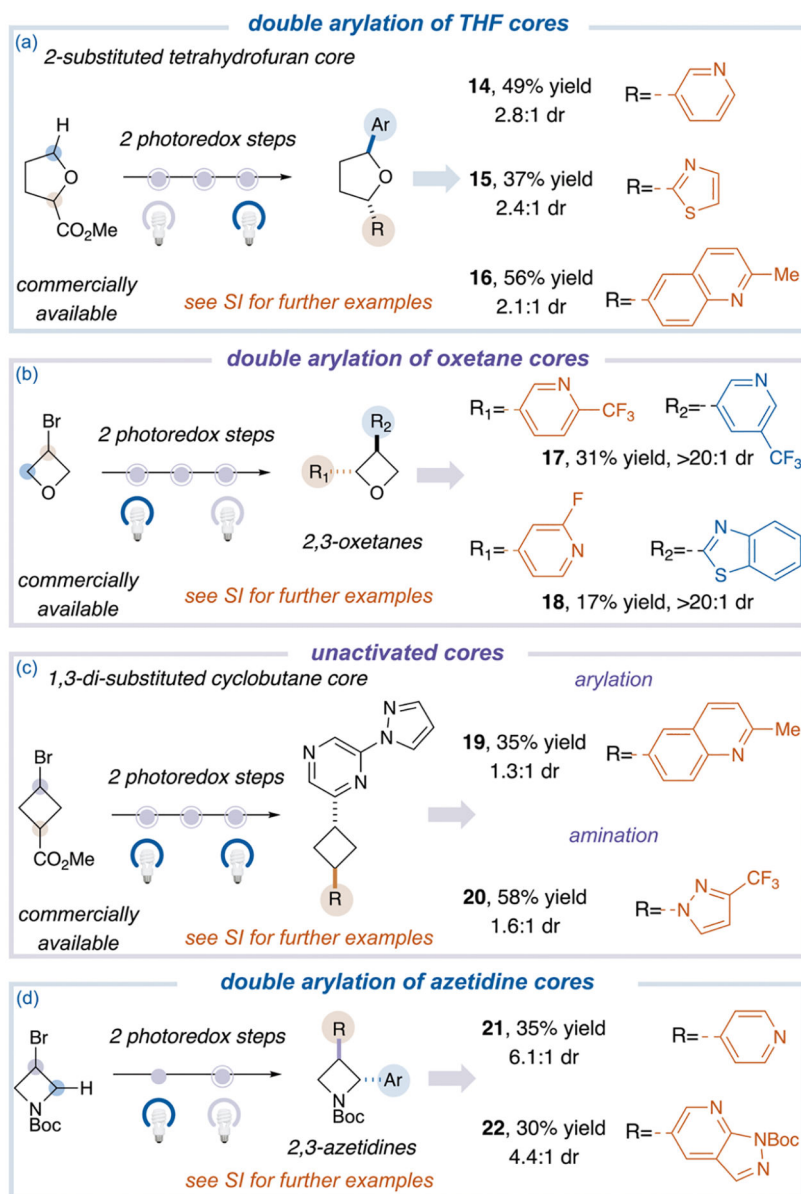 double arylation of THF cores
(a)
2-substituted tetrahydrofuran core
H
O
CO2Me
commercially
available
2 photoredox steps
see SI for further examples
Ar
O
R
14, 49% yield
2.8:1 dr
R=
N
15, 37% yield
2.4:1 dr
R=
N
S
16, 56% yield
2.1:1 dr
R=
N
Me
double arylation of oxetane cores
(b)
Br
O
commercially
available
2 photoredox steps
see SI for further examples
R2
R1
O
2,3-oxetanes
R1=
N
CF3
R2=
N
CF3
17, 31% yield, >20:1 dr
R1=
F
N
R2=
N
S
18, 17% yield, >20:1 dr
unactivated cores
(c)
1,3-di-substituted cyclobutane core
Br
CO2Me
commercially
available
2 photoredox steps
see SI for further examples
N
N
N
N
R
arylation
19, 35% yield
1.3:1 dr
R=
N
Me
amination
20, 58% yield
1.6:1 dr
R=
N
N
CF3
double arylation of azetidine cores
(d)
Br
H
N
Boc
2 photoredox steps
see SI for further examples
R
Ar
N
Boc
2,3-azetidines
21, 35% yield
6.1:1 dr
R=
N
22, 30% yield
4.4:1 dr
R=
N
BocN
N